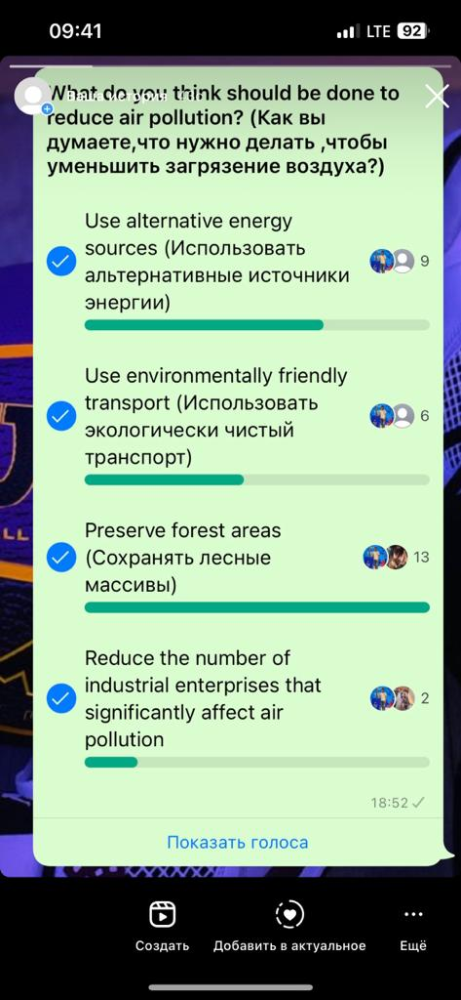 09:41
LTE 92
What do you think should be done to
reduce air pollution? (Как вы
думаете,что нужно делать ,чтобы
уменьшить загрязение воздуха?)
Ваша история
Use alternative energy
sources (Использовать
альтернативные источники
энергии)
9
Use environmentally friendly
transport (Использовать
экологически чистый
транспорт)
6
Preserve forest areas
(Сохранять лесные
массивы)
13
Reduce the number of
industrial enterprises that
significantly affect air
pollution
2
18:52
Показать голоса
Создать
Добавить в актуальное
Ещё